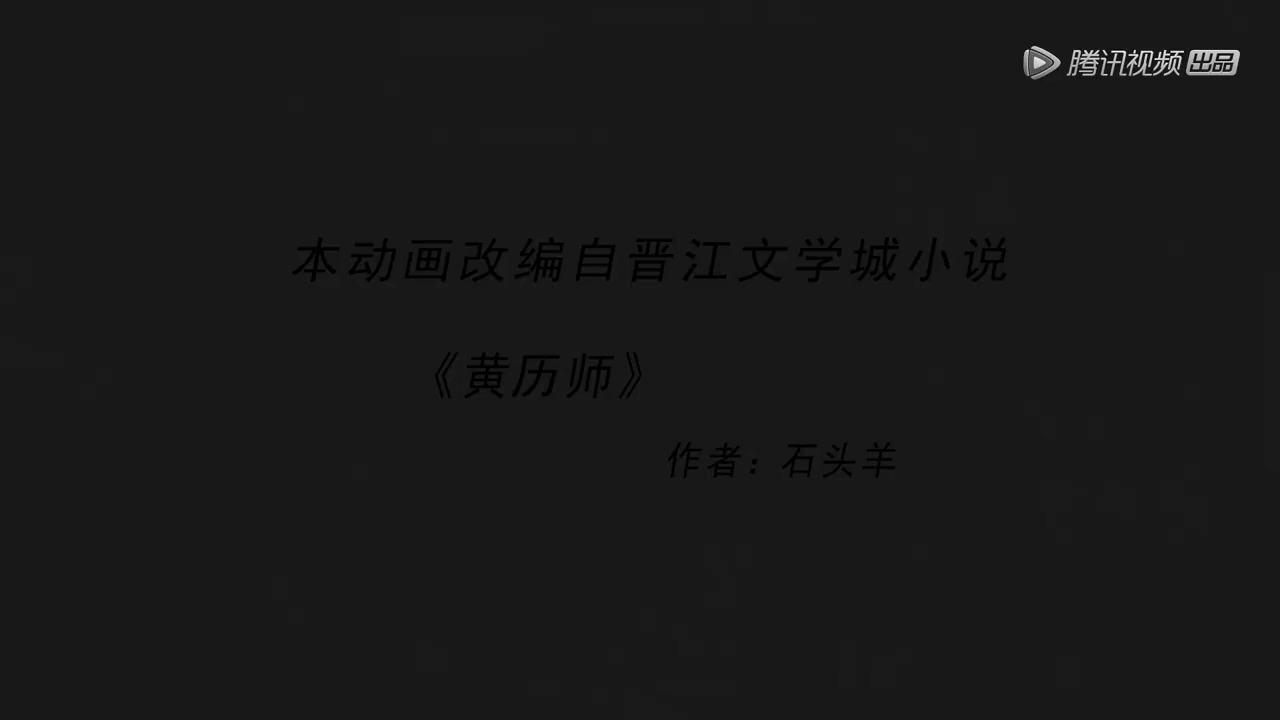 腾讯视频 出品
本动画改编自晋江文学城小说
《黄历师》
作者：石头羊